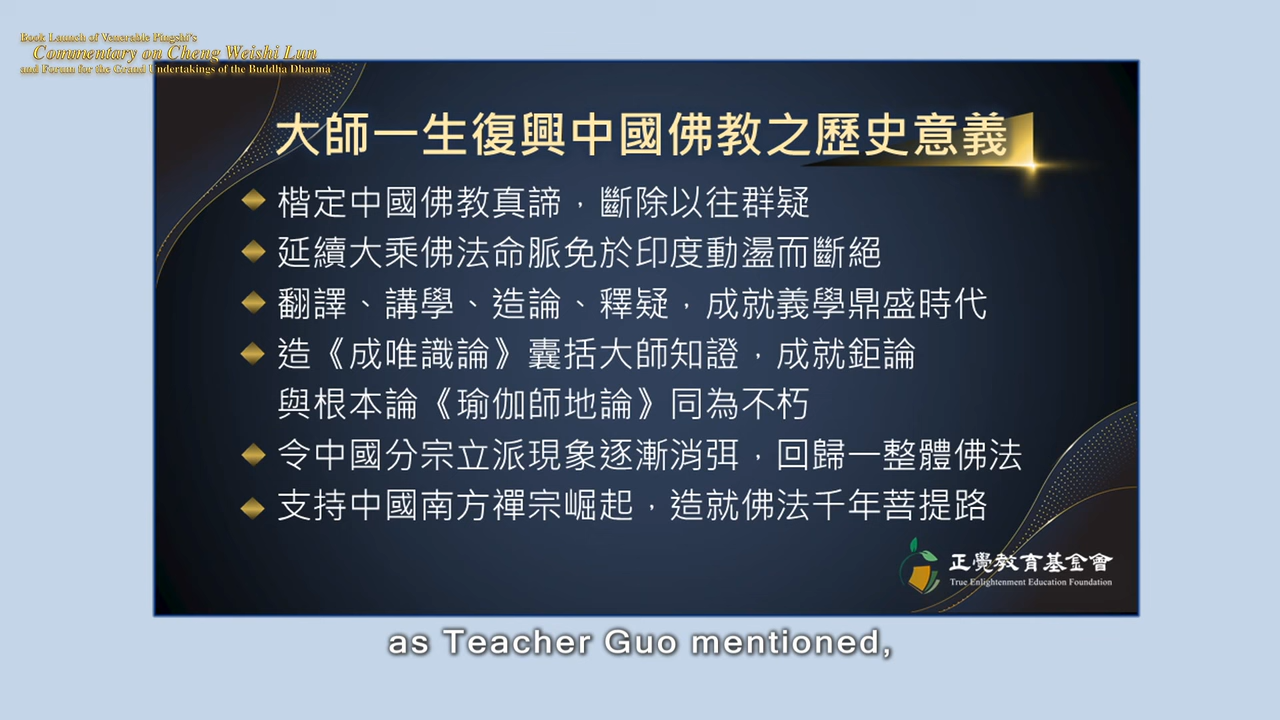 Book Launch of Venerable Pingshi's
Commentary on Cheng Weishi Lun
and Forum for the Grand Undertakings of the Buddha Dharma
大師一生復興中國佛教之歷史意義
楷定中國佛教真諦，斷除以往群疑
延續大乘佛法命脈免於印度動盪而斷絕
翻譯、講學、造論、釋疑，成就義學鼎盛時代
造《成唯識論》囊括大師知證，成就鉅論
與根本論《瑜伽師地論》同為不朽
令中國分宗立派現象逐漸消弭，回歸一整體佛法
支持中國南方禪宗崛起，造就佛法千年菩提路
正覺教育基金會
True Enlightenment Education Foundation
as Teacher Guo mentioned,